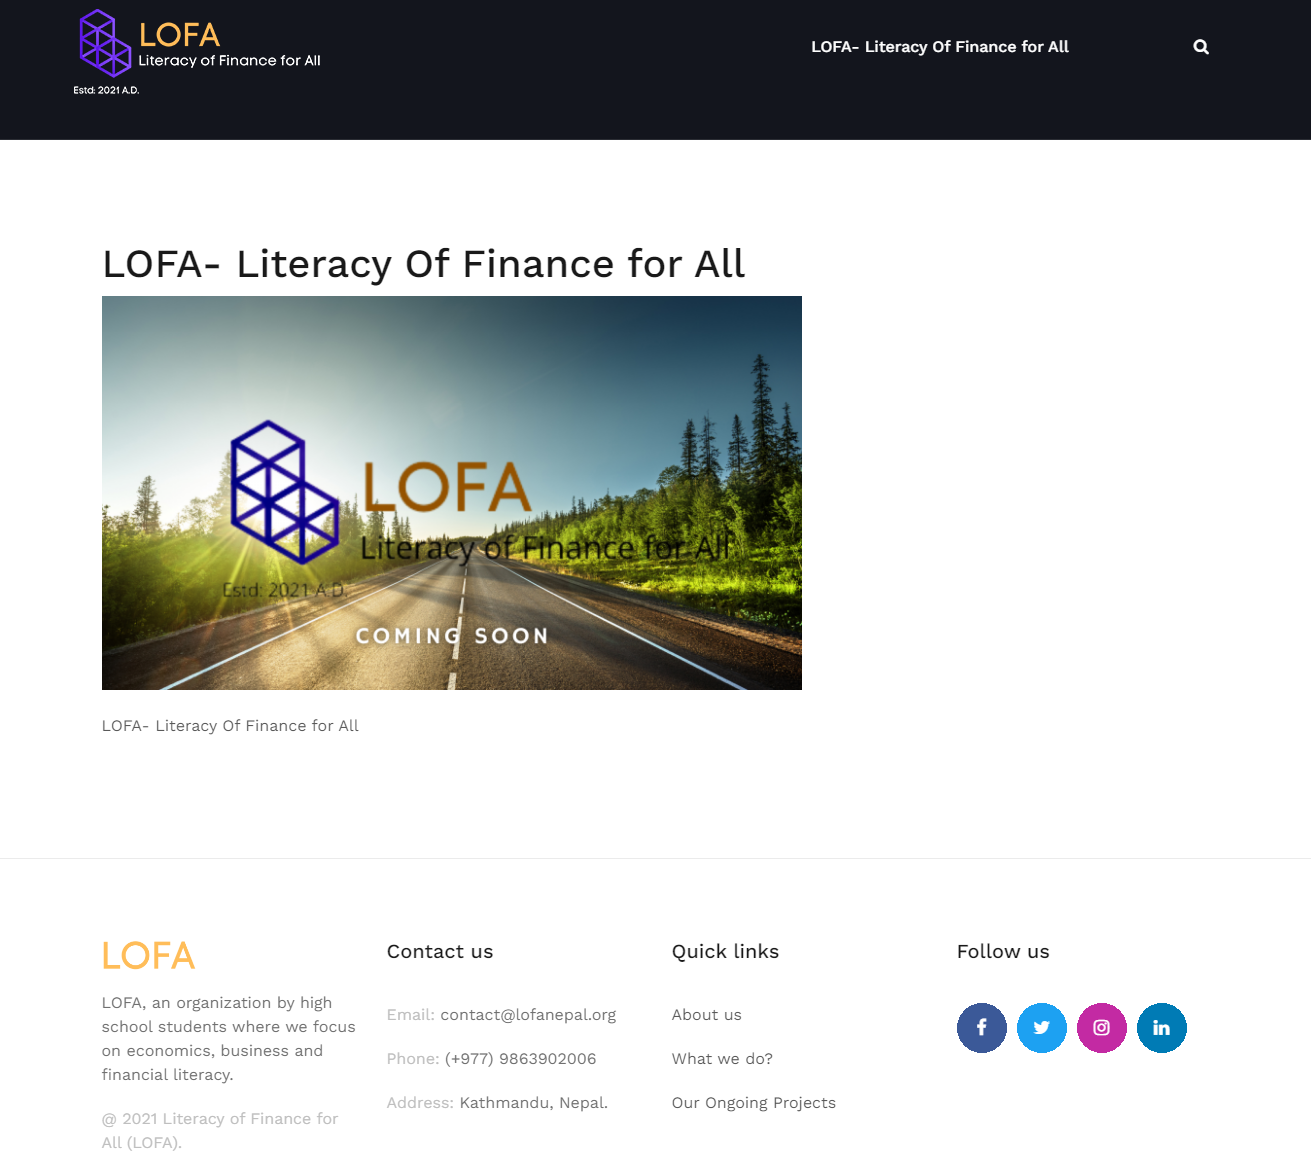 LOFA
Literacy of Finance for All
Estd: 2021 A.D.
LOFA- Literacy Of Finance for All
LOFA- Literacy Of Finance for All
LOFA
Literacy of Finance for All
Estd: 2021 A.D.
COMING SOON
LOFA- Literacy Of Finance for All
LOFA
LOFA, an organization by high
school students where we focus
on economics, business and
financial literacy.
@ 2021 Literacy of Finance for
All (LOFA).
Contact us
Email: contact@lofanepal.org
Phone: (+977) 9863902006
Address: Kathmandu, Nepal.
Quick links
About us
What we do?
Our Ongoing Projects
Follow us